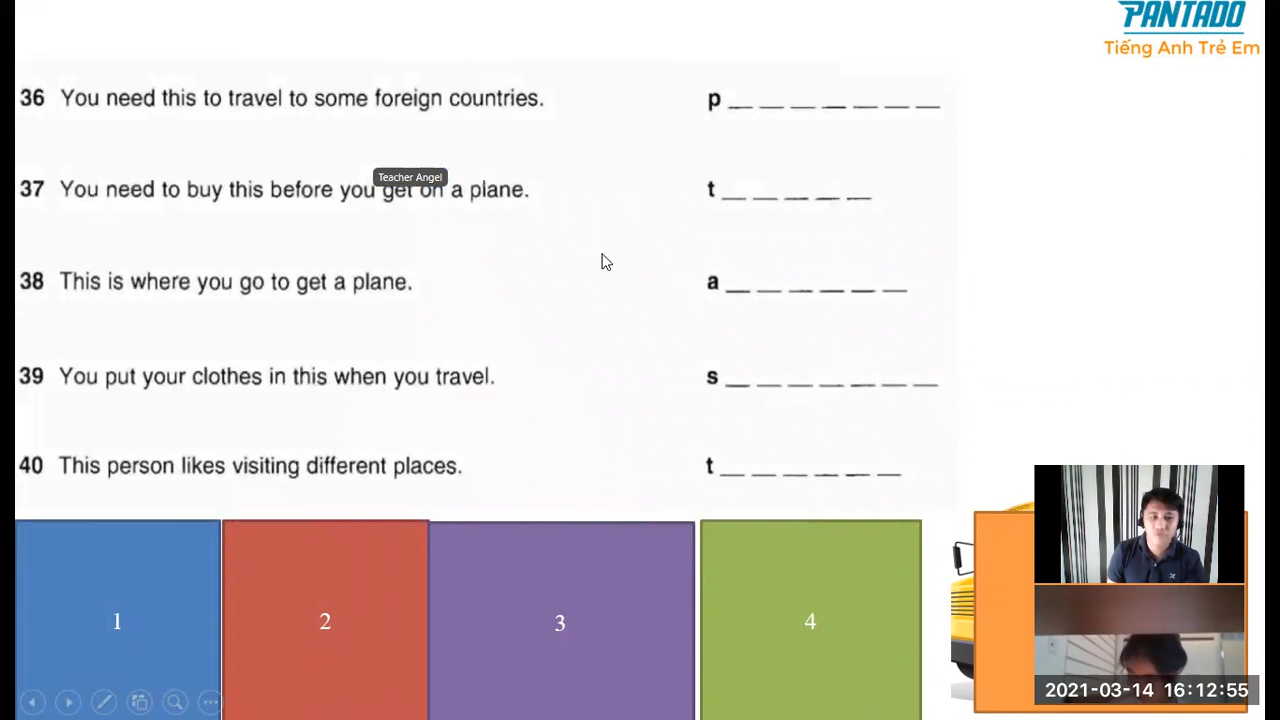 PANTADO
Tiếng Anh Trẻ Em
36 You need this to travel to some foreign countries. p _ _ _ _ _ _ _
Teacher Angel
37 You need to buy this before you get on a plane. t _ _ _ _ _
38 This is where you go to get a plane. a _ _ _ _ _ _
39 You put your clothes in this when you travel. s _ _ _ _ _ _ _
40 This person likes visiting different places. t _ _ _ _ _ _
1 2 3 4
2021-03-14 16:12:55